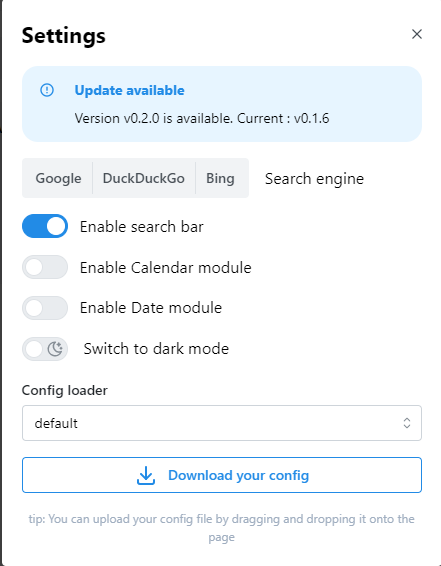 Settings
Update available
Version v0.2.0 is available. Current : v0.1.6
Google DuckDuckGo Bing Search engine
Enable search bar
Enable Calendar module
Enable Date module
Switch to dark mode
Config loader
default
Download your config
tip: You can upload your config file by dragging and dropping it onto the
page